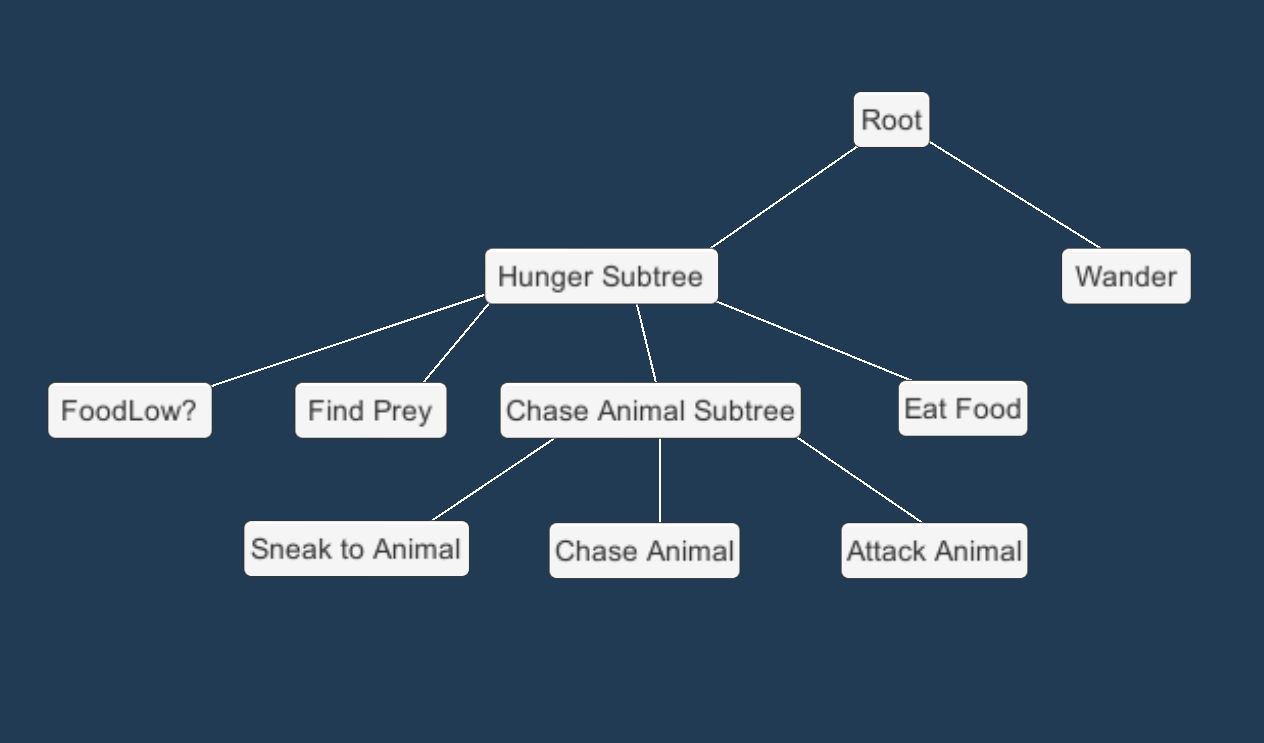 Root
Hunger Subtree
Wander
FoodLow?
Find Prey
Chase Animal Subtree
Eat Food
Sneak to Animal
Chase Animal
Attack Animal